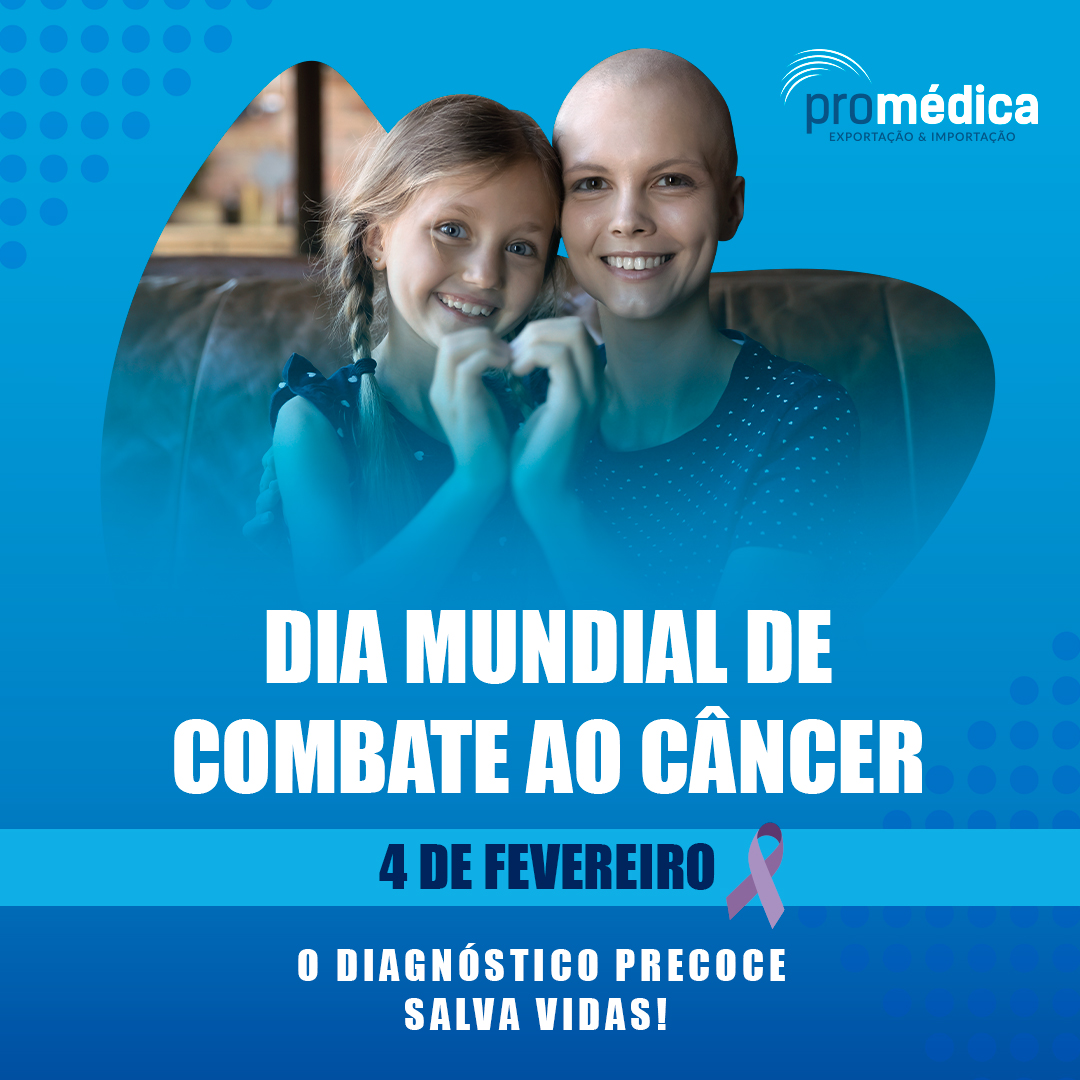 promédica
EXPORTAÇÃO & IMPORTAÇÃO
DIA MUNDIAL DE
COMBATE AO CÂNCER
4 DE FEVEREIRO
O DIAGNÓSTICO PRECOCE
SALVA VIDAS!